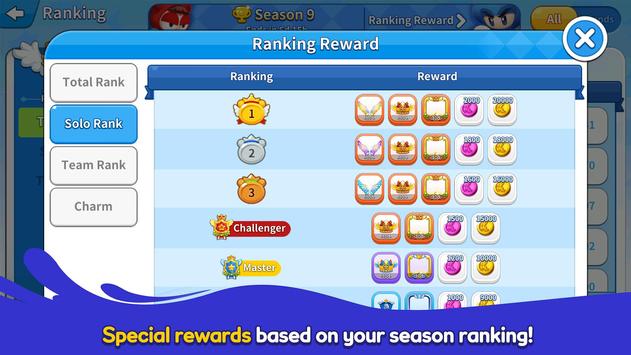 Ranking
Season 9
Ranking Reward
All
Ranking Reward
Total Rank
Solo Rank
Team Rank
Charm
Ranking Reward
1
2000 20000
2
1800 18000
3
1600 16000
Challenger
1500 15000
Master
1200 10000
1000 9000
Special rewards based on your season ranking!